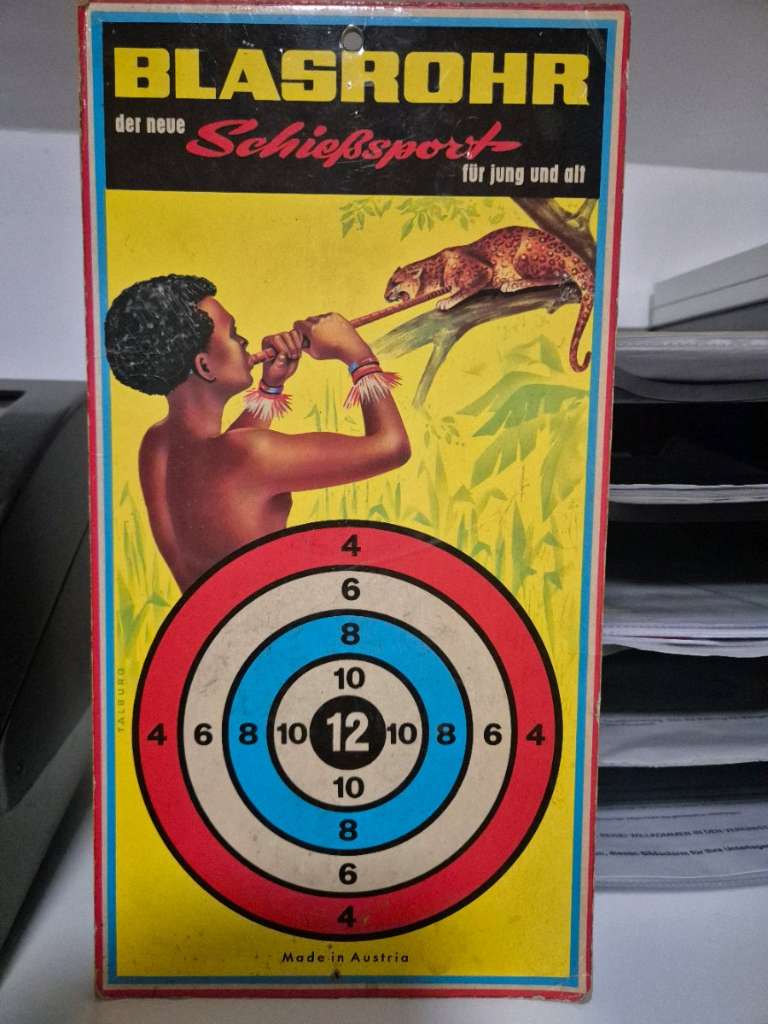 BLASROHR
der neue Schießsport
für jung und alt
4
6
8
10
4 6 8 10 12 10 8 6 4
10
8
6
4
TALBURG
Made in Austria